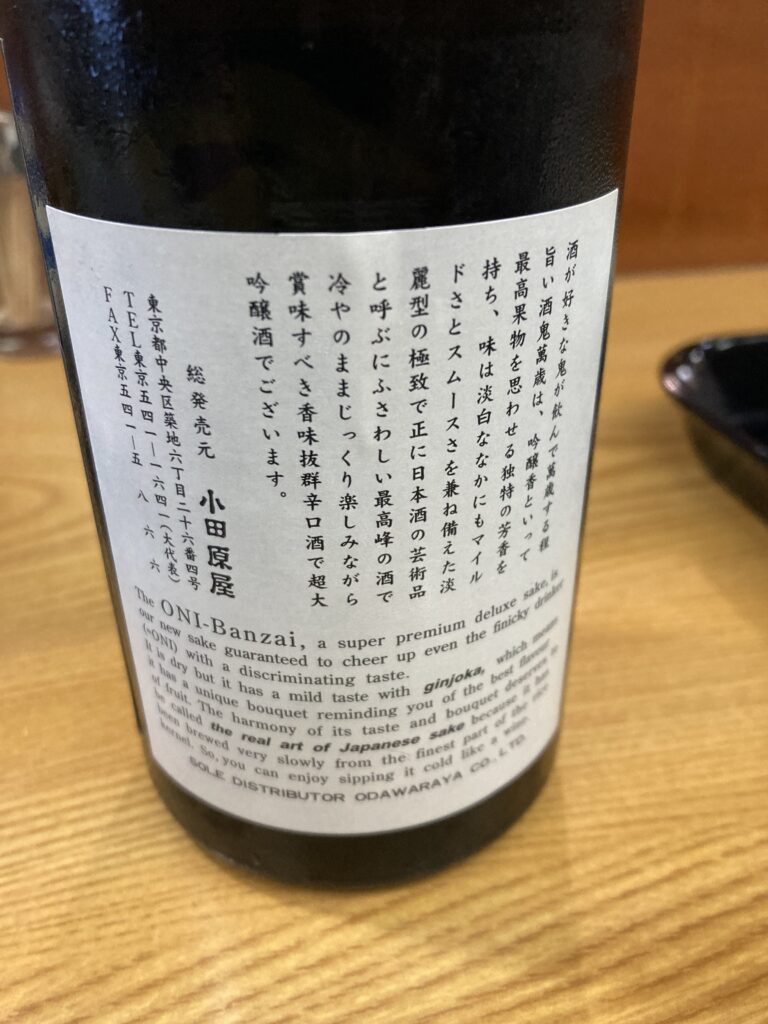 酒が好きな鬼が飲んで萬歳する程
旨い酒鬼萬歳は、吟醸香といって
最高果物を思わせる独特の芳香を
持ち、味は淡白ななかにもマイル
ドさとスムースさを兼ね備えた淡
麗型の極致で正に日本酒の芸術品
と呼ぶにふさわしい最高峰の酒で
冷やのままじっくり楽しみながら
賞味すべき香味抜群辛口酒で超大
吟醸酒でございます。
総発売元 小田原屋
東京都中央区築地六丁目二十六番四号
TEL東京五四一―一六四一(大代表)
FAX東京五四一―五八六六
The ONI-Banzai, a super premium deluxe sake, is
our new sake guaranteed to cheer up even the finicky drinker
(=ONI) with a discriminating taste.
It is dry but it has a mild taste with ginjoka, which means
it has a unique bouquet reminding you of the best flavour
of fruit. The harmony of its taste and bouquet deserves to
be called the real art of Japanese sake because it has
been brewed very slowly from the finest part of the rice
kernel. So, you can enjoy sipping it cold like a wine.
SOLE DISTRIBUTOR ODAWARAYA CO., LTD.